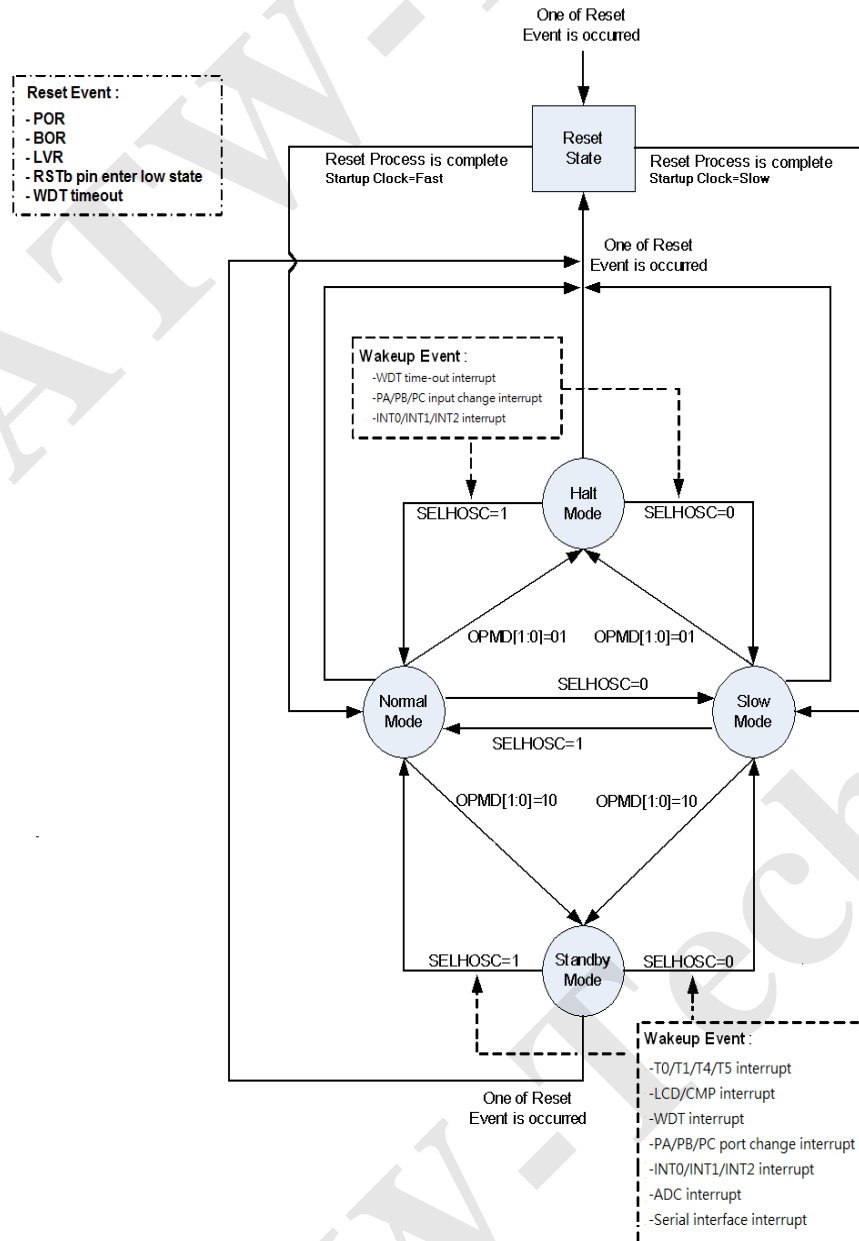 One of Reset
Event is occurred
Reset Event :
- POR
- BOR
- LVR
- RSTb pin enter low state
- WDT timeout
Reset
State
Reset Process is complete
Startup Clock=Fast
Reset Process is complete
Startup Clock=Slow
One of Reset
Event is occurred
Wakeup Event :
-WDT time-out interrupt
-PA/PB/PC input change interrupt
-INT0/INT1/INT2 interrupt
Halt
Mode
SELHOSC=1
SELHOSC=0
OPMD[1:0]=01
OPMD[1:0]=01
Normal
Mode
SELHOSC=0
Slow
Mode
SELHOSC=1
OPMD[1:0]=10
OPMD[1:0]=10
Standby
Mode
SELHOSC=1
SELHOSC=0
Wakeup Event :
-T0/T1/T4/T5 interrupt
-LCD/CMP interrupt
-WDT interrupt
-PA/PB/PC port change interrupt
-INT0/INT1/INT2 interrupt
-ADC interrupt
-Serial interface interrupt
One of Reset
Event is occurred